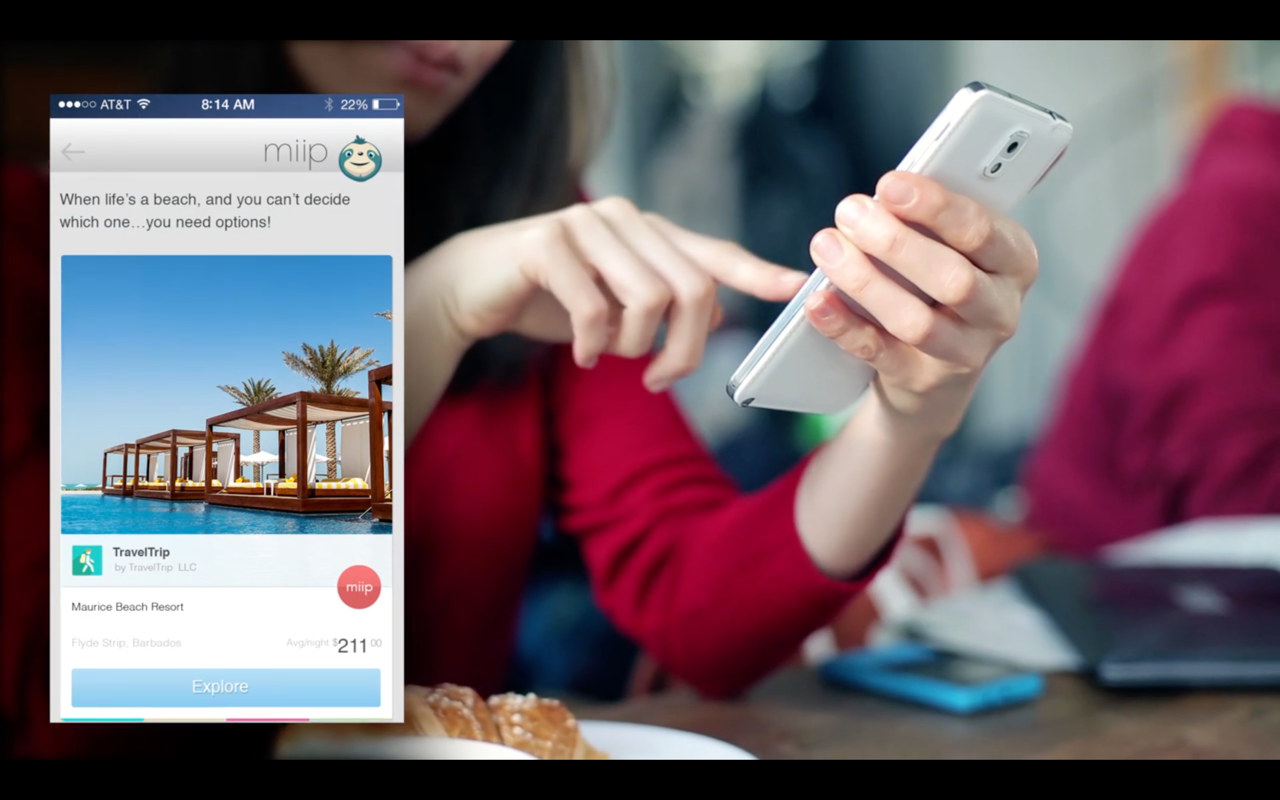 AT&T 8:14 AM 22%
miip
When life's a beach, and you can't decide
which one...you need options!
TravelTrip
by TravelTrip LLC
miip
Maurice Beach Resort
Flyde Strip, Barbados Avg/night $211 00
Explore